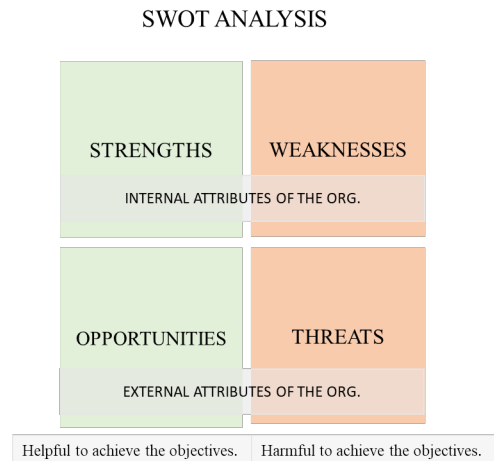 SWOT ANALYSIS
STRENGTHS
WEAKNESSES
INTERNAL ATTRIBUTES OF THE ORG.
OPPORTUNITIES
THREATS
EXTERNAL ATTRIBUTES OF THE ORG.
Helpful to achieve the objectives.
Harmful to achieve the objectives.